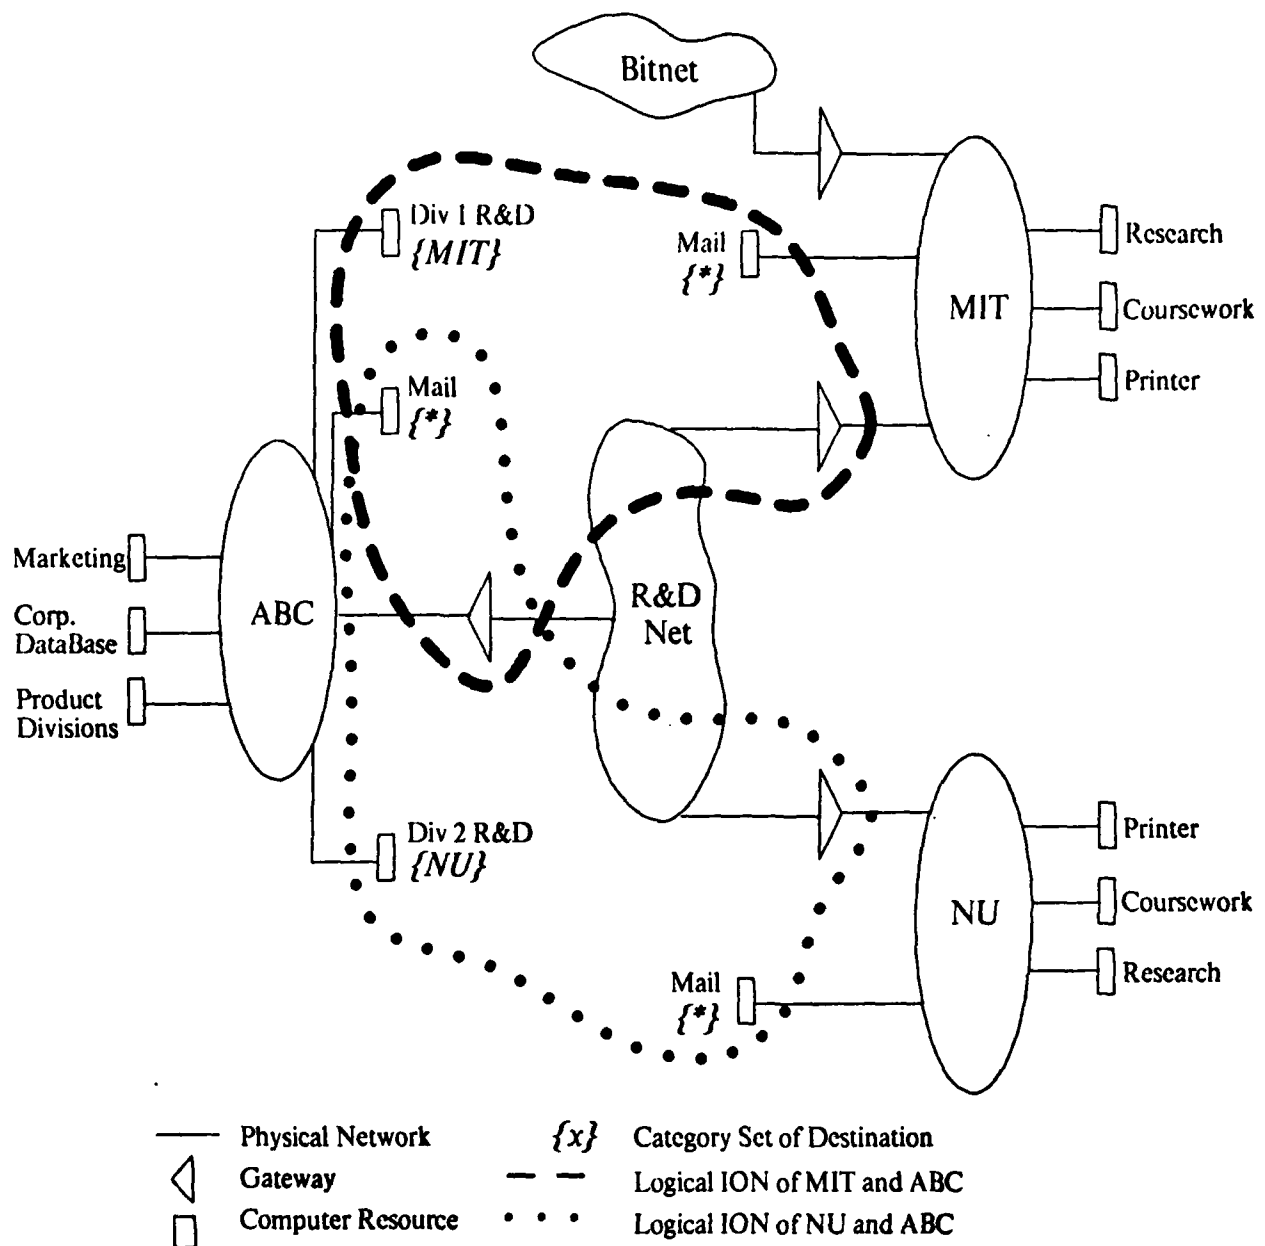 Bitnet
Div 1 R&D
{MIT}
Mail
{*}
MIT
Research
Coursework
Printer
Mail
{*}
ABC
Marketing
Corp.
DataBase
Product
Divisions
R&D
Net
Div 2 R&D
{NU}
Mail
{*}
NU
Printer
Coursework
Research
Physical Network
Gateway
Computer Resource
{x} Category Set of Destination
Logical ION of MIT and ABC
Logical ION of NU and ABC